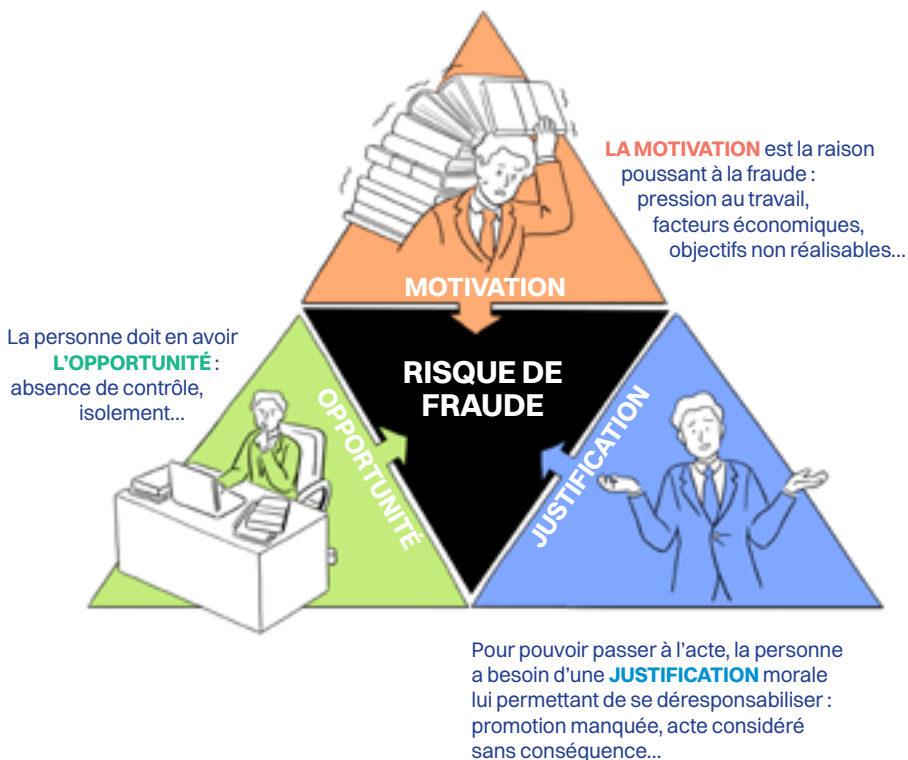 LA MOTIVATION est la raison
poussant à la fraude :
pression au travail,
facteurs économiques,
objectifs non réalisables...
MOTIVATION
La personne doit en avoir
L'OPPORTUNITÉ :
absence de contrôle,
isolement...
RISQUE DE
FRAUDE
OPPORTUNITÉ
JUSTIFICATION
Pour pouvoir passer à l'acte, la personne
a besoin d'une JUSTIFICATION morale
lui permettant de se déresponsabiliser :
promotion manquée, acte considéré
sans conséquence...